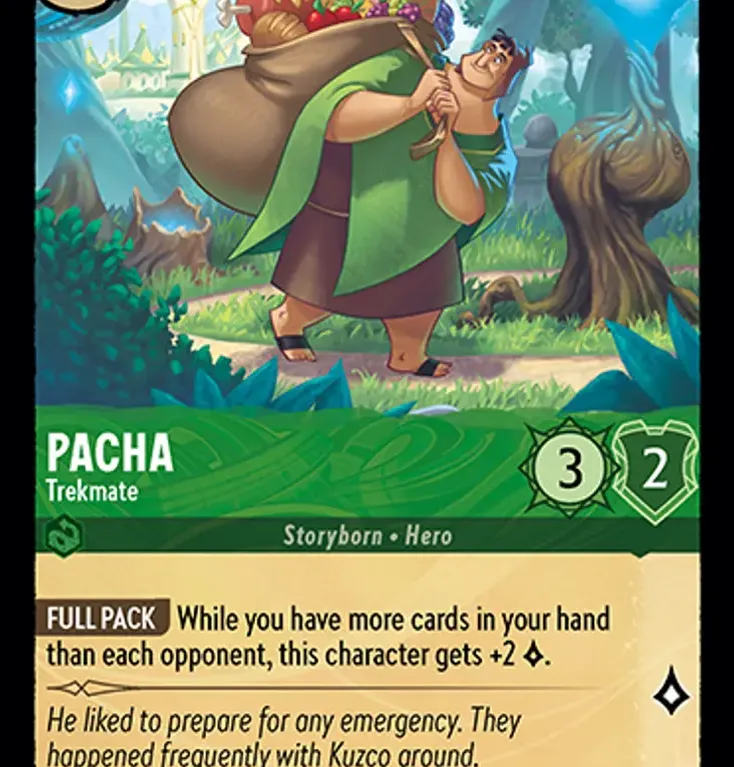 PACHA
Trekmate
3
2
Storyborn • Hero
FULL PACK While you have more cards in your hand
than each opponent, this character gets +2 ⟡.
He liked to prepare for any emergency. They
happened frequently with Kuzco around.